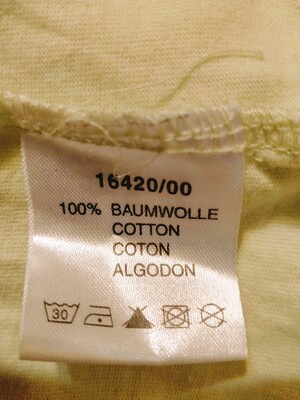 16420/00
100% BAUMWOLLE
COTTON
COTON
ALGODON
30